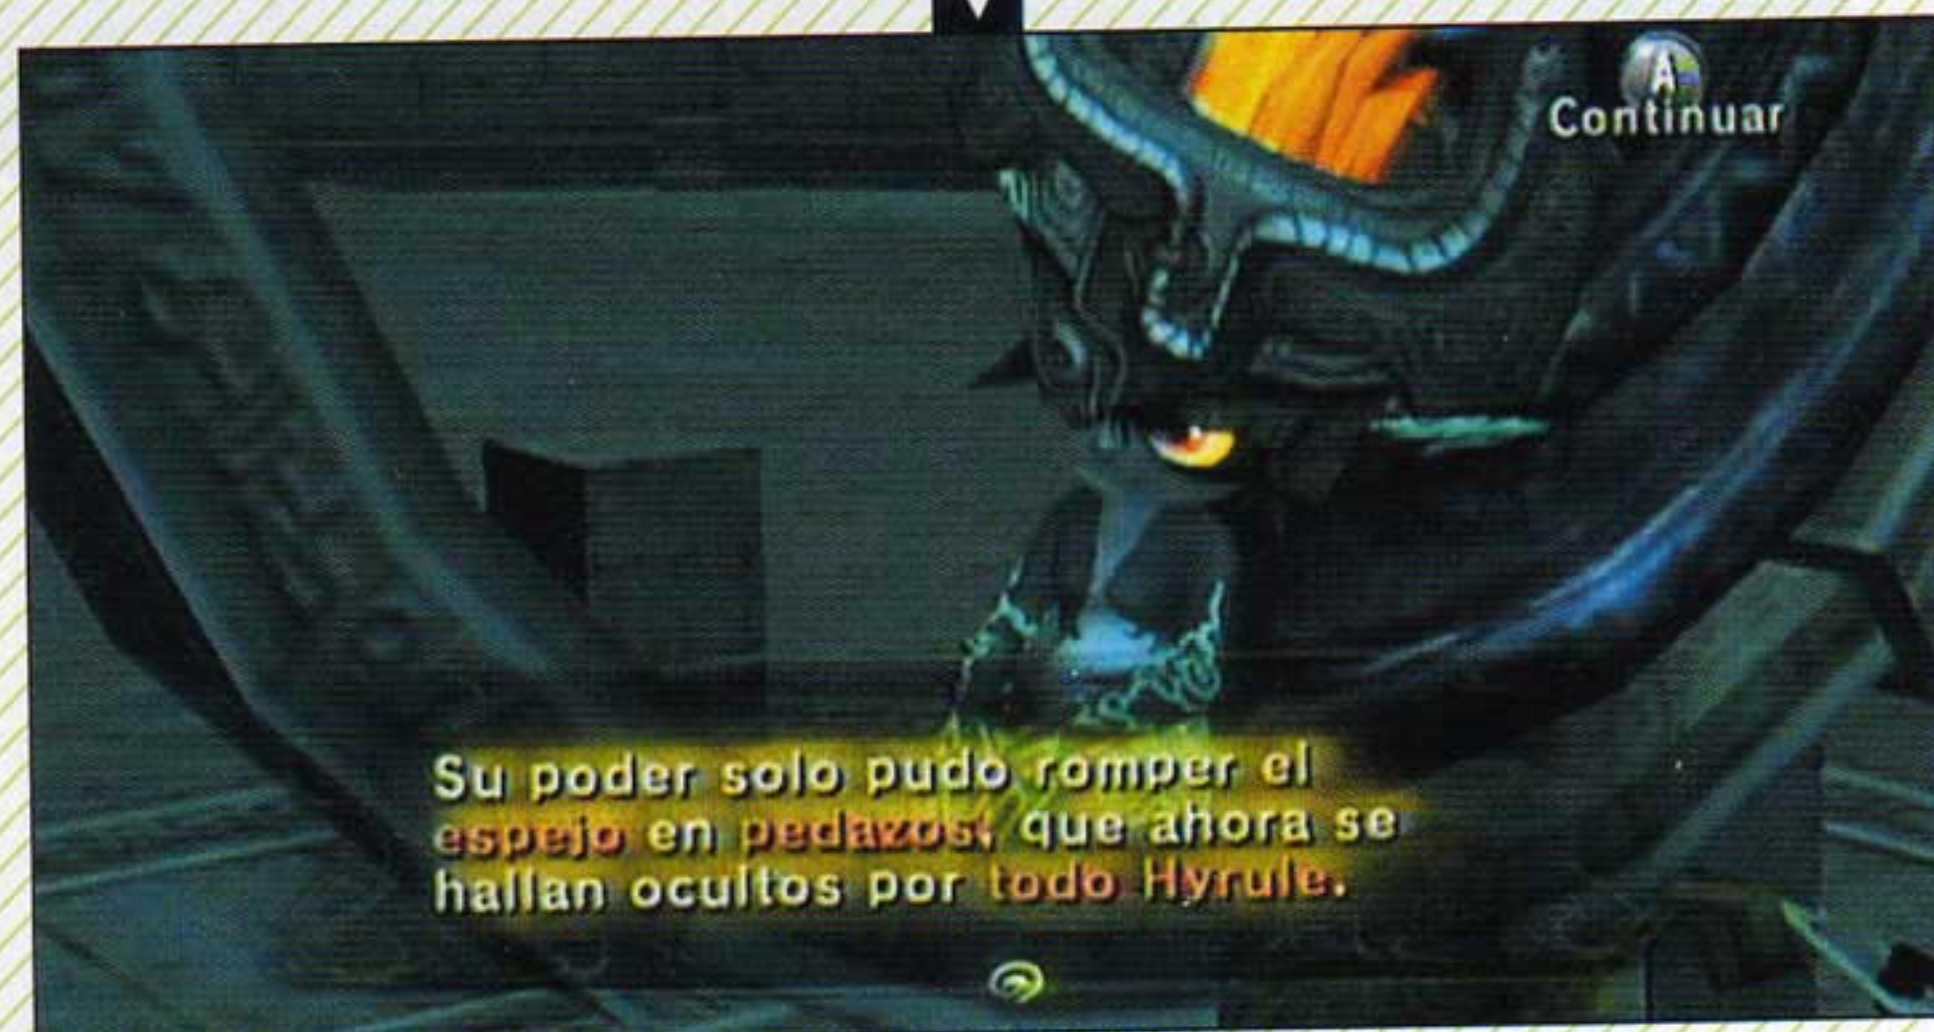 A
Continuar
Su poder solo pudo romper el
espejo en pedazos, que ahora se
hallan ocultos por todo Hyrule.